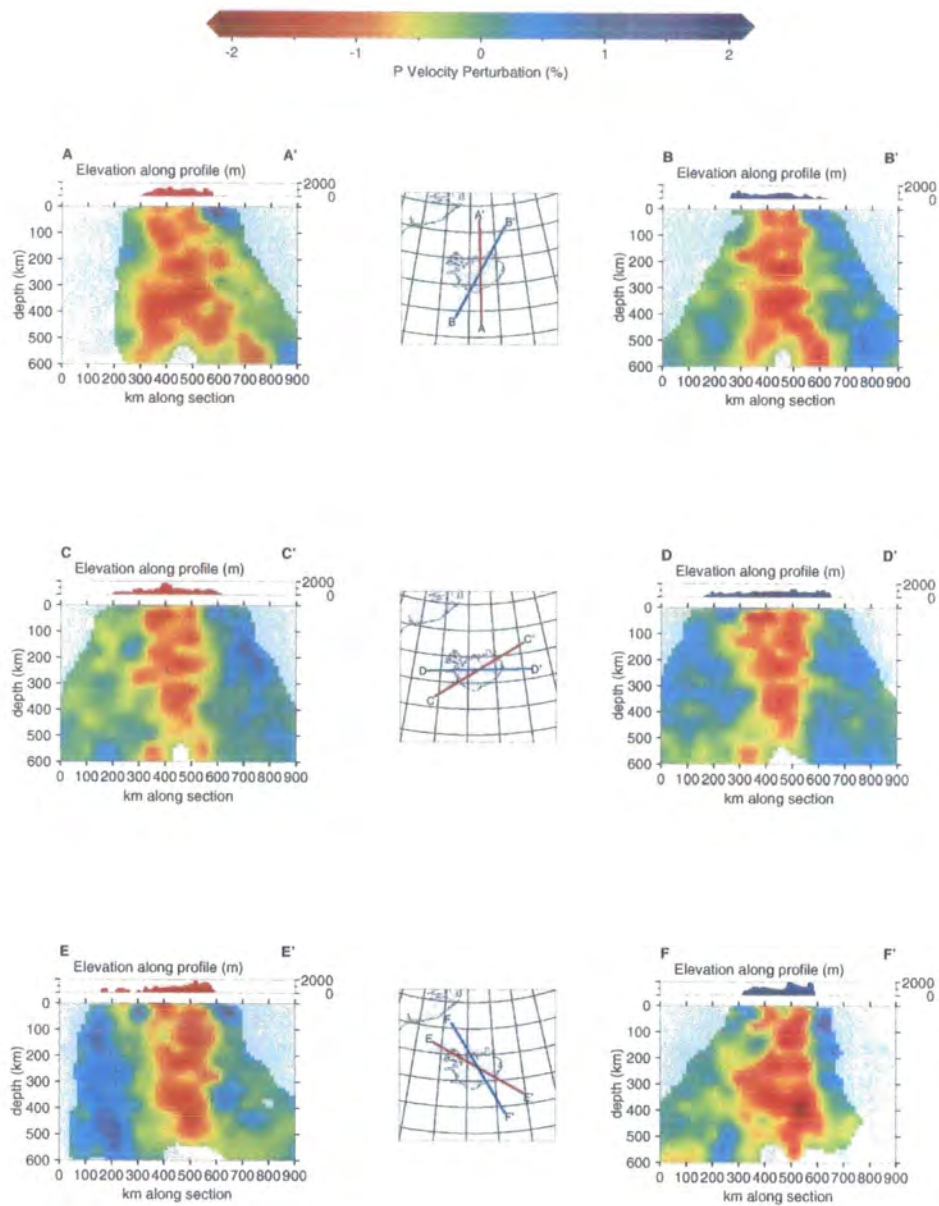 -2 -1 0 1 2
P Velocity Perturbation (%)
A A'
Elevation along profile (m)
2000
0
0
100
200
300
400
500
600
depth (km)
0 100 200 300 400 500 600 700 800 900
km along section
A'
B'
B
A
B B'
Elevation along profile (m)
2000
0
0
100
200
300
400
500
600
depth (km)
0 100 200 300 400 500 600 700 800 900
km along section
C C'
Elevation along profile (m)
2000
0
0
100
200
300
400
500
600
depth (km)
0 100 200 300 400 500 600 700 800 900
km along section
C'
D D'
C
D D'
Elevation along profile (m)
2000
0
0
100
200
300
400
500
600
depth (km)
0 100 200 300 400 500 600 700 800 900
km along section
E E'
Elevation along profile (m)
2000
0
0
100
200
300
400
500
600
depth (km)
0 100 200 300 400 500 600 700 800 900
km along section
F
E
E'
F'
F F'
Elevation along profile (m)
2000
0
0
100
200
300
400
500
600
depth (km)
0 100 200 300 400 500 600 700 800 900
km along section